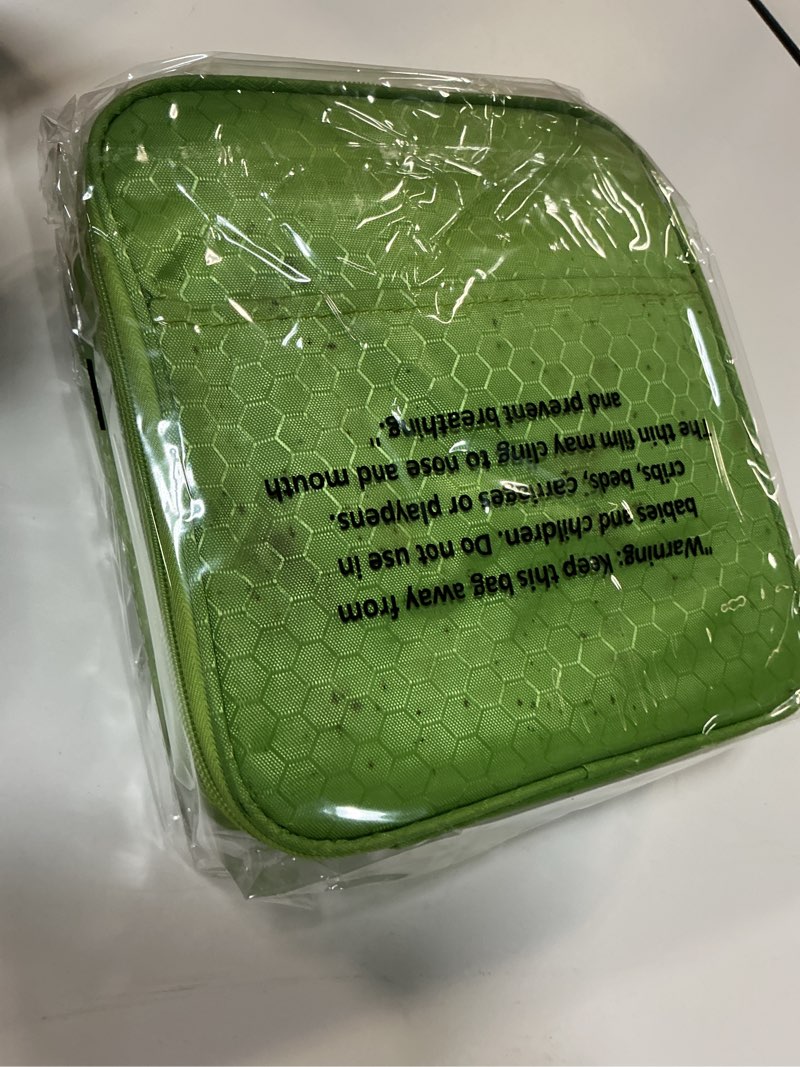 "Warning: Keep this bag away from
babies and children. Do not use in
cribs, beds, carriages or playpens.
The thin film may cling to nose and mouth
and prevent breathing."